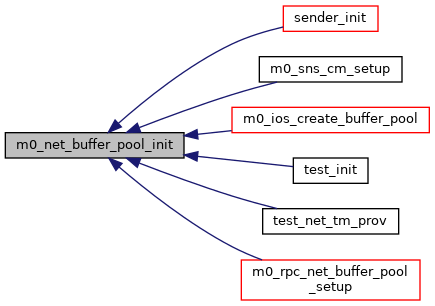 sender_init
m0_sns_cm_setup
m0_ios_create_buffer_pool
m0_net_buffer_pool_init
test_init
test_net_tm_prov
m0_rpc_net_buffer_pool
_setup